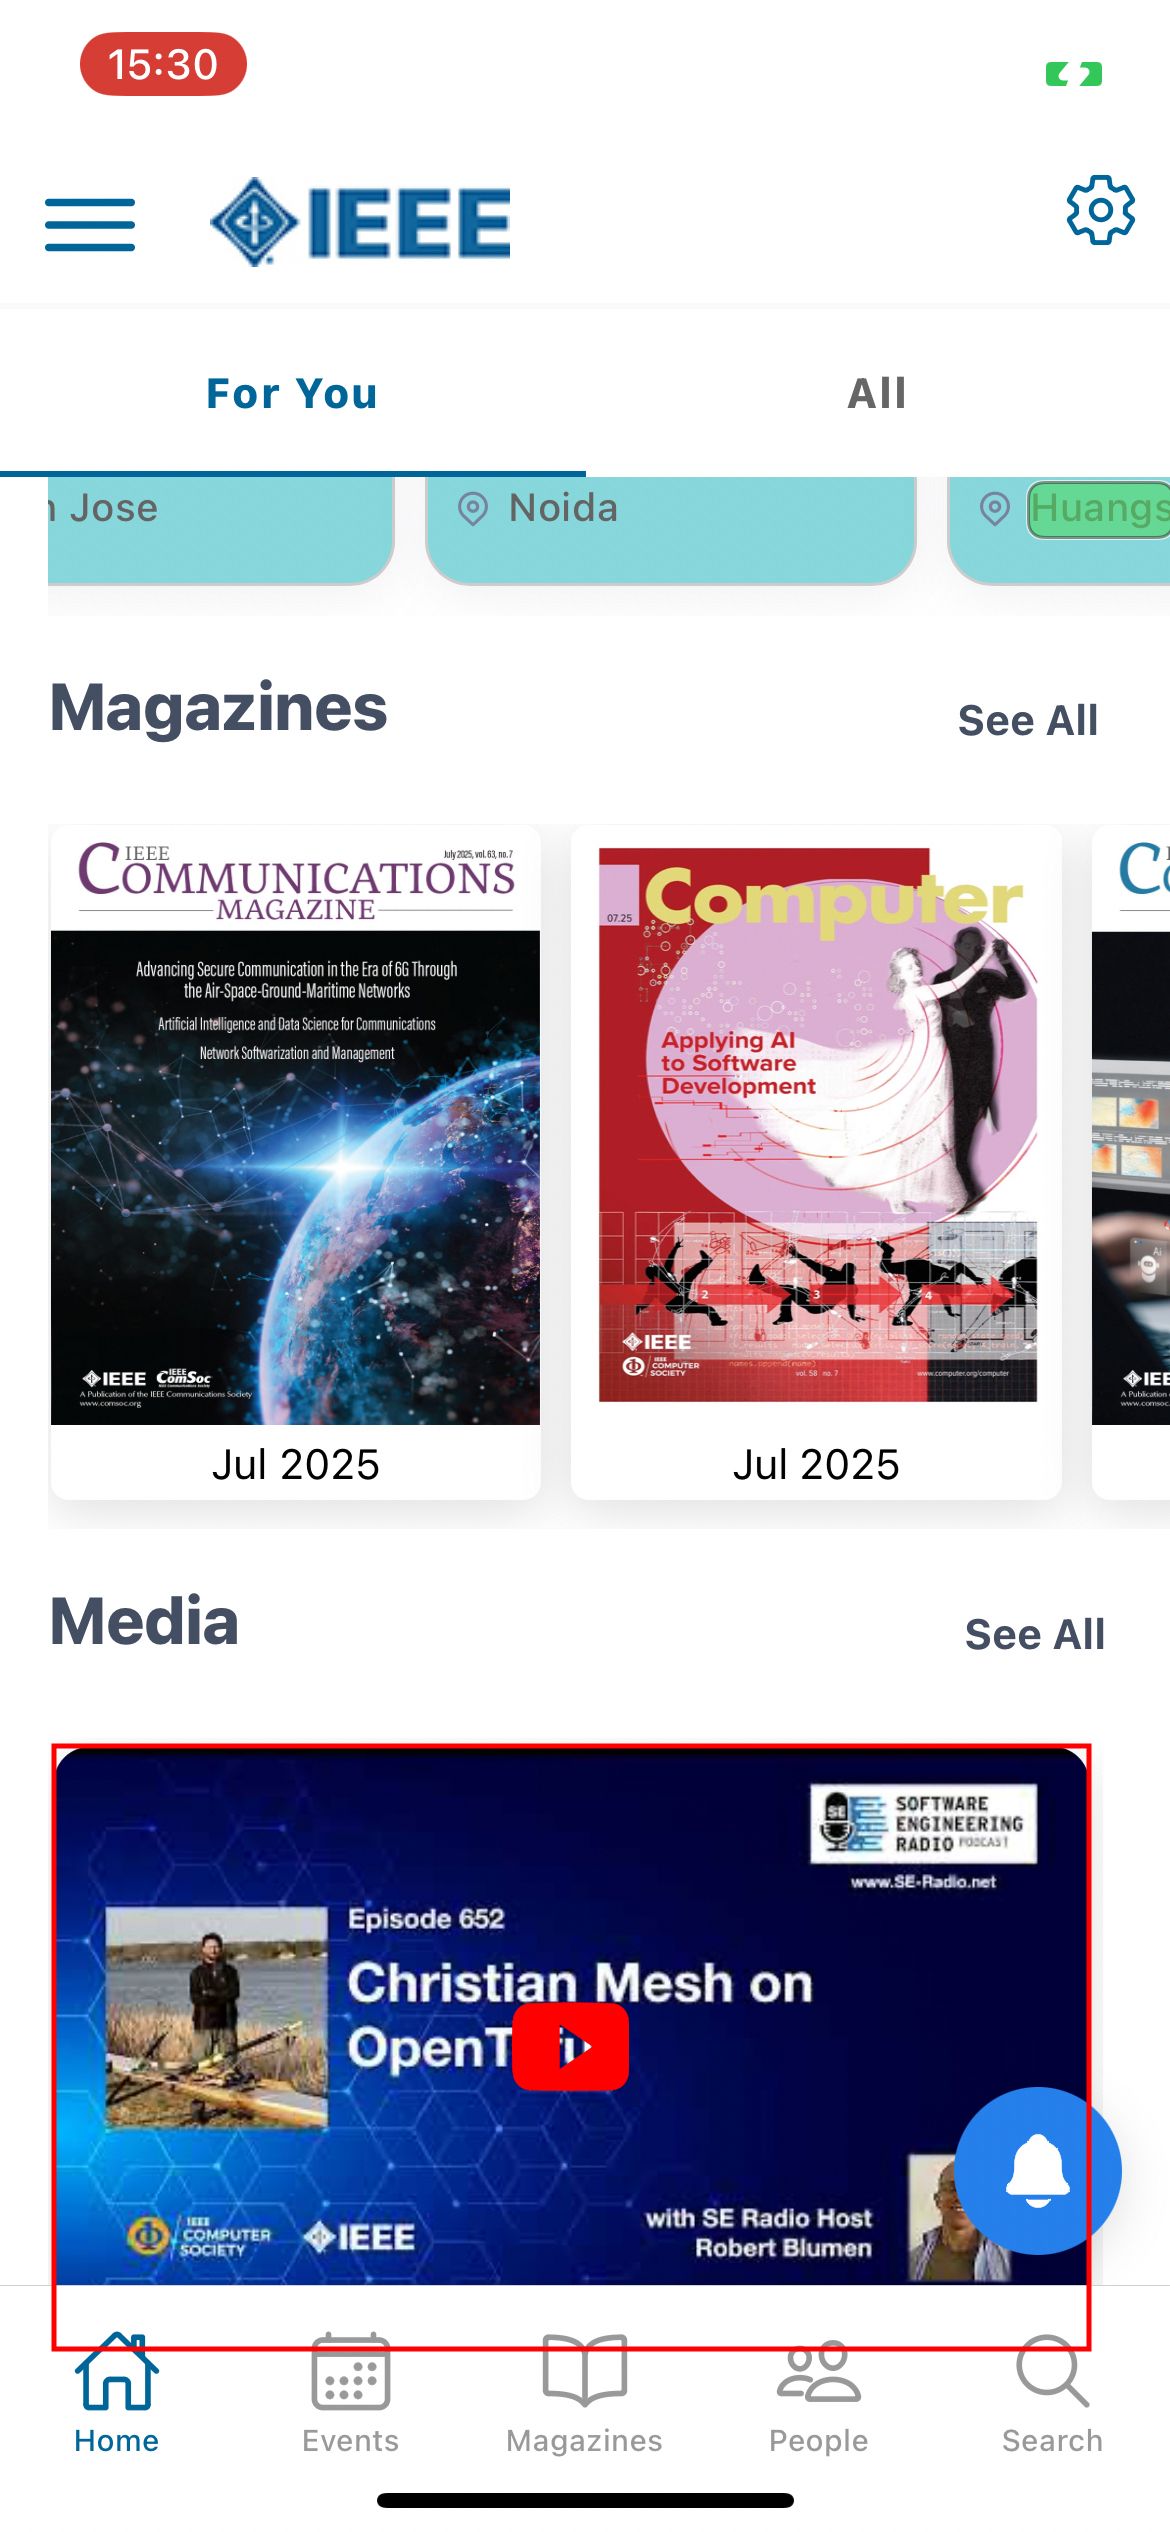 15:30
IEEE
For You
All
n Jose
Noida
Huangs
Magazines
See All
IEEE
July 2025, vol. 63, no. 7
COMMUNICATIONS
MAGAZINE
Advancing Secure Communication in the Era of 6G Through
the Air-Space-Ground-Maritime Networks
Artificial Intelligence and Data Science for Communications
Network Softwarization and Management
IEEE
IEEE
ComSoc
A Publication of the IEEE Communications Society
www.comsoc.org
Jul 2025
07.25
Computer
Applying AI
to Software
Development
2
3
4
IEEE
IEEE
COMPUTER
SOCIETY
vol. 58 no. 7
www.computer.org/computer
Jul 2025
Media
See All
SE
SOFTWARE
ENGINEERING
RADIO PODCAST
www.SE-Radio.net
Episode 652
Christian Mesh on
IEEE
COMPUTER
SOCIETY
IEEE
with SE Radio Host
Robert Blumen
Home
Events
Magazines
People
Search